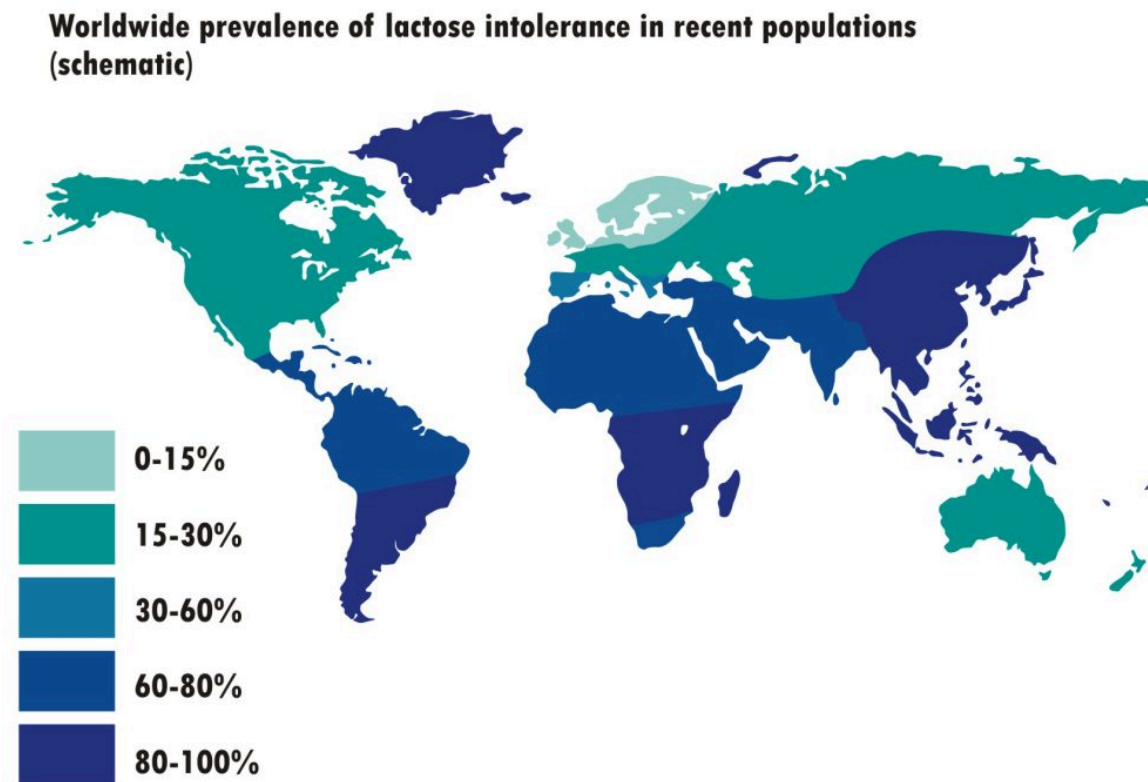 Worldwide prevalence of lactose intolerance in recent populations
(schematic)
0-15%
15-30%
30-60%
60-80%
80-100%